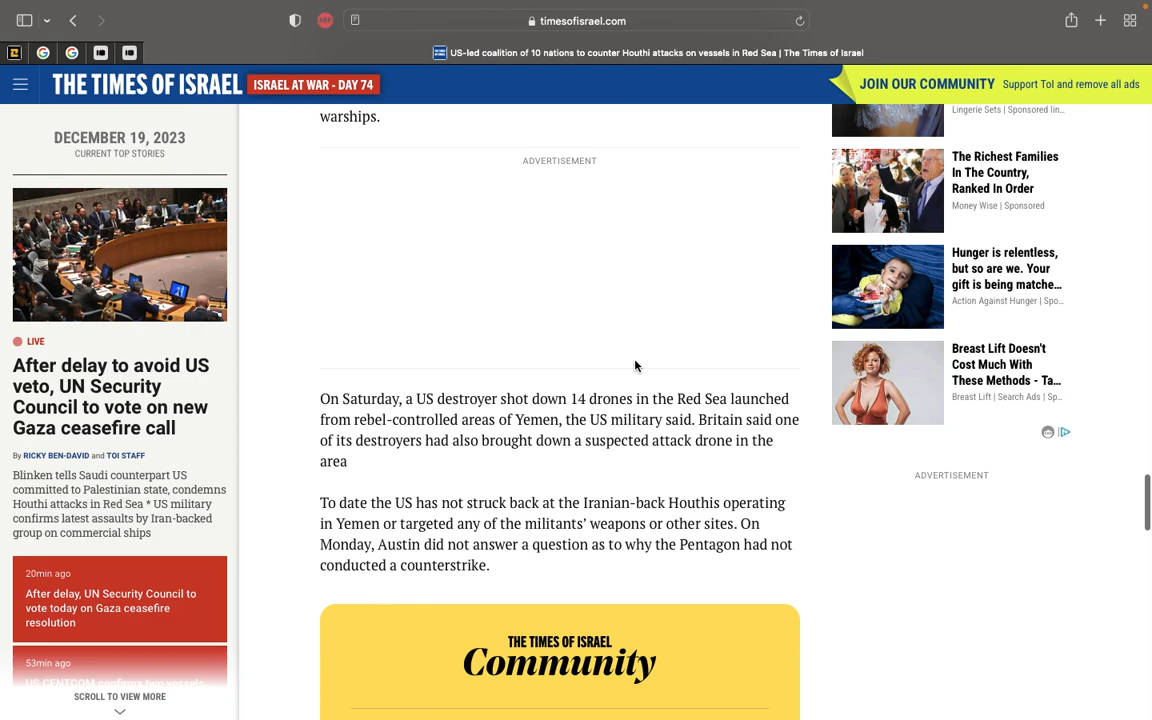 timesofisrael.com
ABP
US-led coalition of 10 nations to counter Houthi attacks on vessels in Red Sea | The Times of Israel
THE TIMES OF ISRAEL
ISRAEL AT WAR - DAY 74
JOIN OUR COMMUNITY
Support ToI and remove all ads
DECEMBER 19, 2023
CURRENT TOP STORIES
LIVE
After delay to avoid US
veto, UN Security
Council to vote on new
Gaza ceasefire call
By RICKY BEN-DAVID and TOI STAFF
Blinken tells Saudi counterpart US
committed to Palestinian state, condemns
Houthi attacks in Red Sea * US military
confirms latest assaults by Iran-backed
group on commercial ships
20min ago
After delay, UN Security Council to
vote today on Gaza ceasefire
resolution
53min ago
US CENTCOM confirms two vessels
SCROLL TO VIEW MORE
warships.
ADVERTISEMENT
On Saturday, a US destroyer shot down 14 drones in the Red Sea launched
from rebel-controlled areas of Yemen, the US military said. Britain said one
of its destroyers had also brought down a suspected attack drone in the
area
To date the US has not struck back at the Iranian-back Houthis operating
in Yemen or targeted any of the militants’ weapons or other sites. On
Monday, Austin did not answer a question as to why the Pentagon had not
conducted a counterstrike.
THE TIMES OF ISRAEL
Community
Lingerie Sets | Sponsored lin...
The Richest Families
In The Country,
Ranked In Order
Money Wise | Sponsored
Hunger is relentless,
but so are we. Your
gift is being matche...
Action Against Hunger | Spo...
Breast Lift Doesn't
Cost Much With
These Methods - Ta...
Breast Lift | Search Ads | Sp...
ADVERTISEMENT